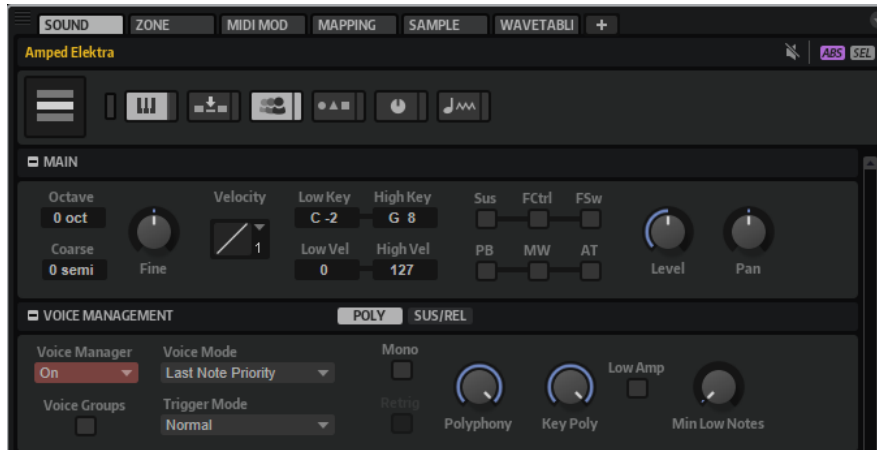 SOUND ZONE MIDI MOD MAPPING SAMPLE WAVETABLI +
Amped Elektra ABS SEL
MAIN
Octave Velocity Low Key High Key Sus FCtrl FSw
0 oct C -2 G 8
Coarse 1 Low Vel High Vel PB MW AT
0 semi Fine 0 127 Level Pan
VOICE MANAGEMENT POLY SUS/REL
Voice Manager Voice Mode Mono
On Last Note Priority Low Amp
Voice Groups Trigger Mode Retrig
Normal Polyphony Key Poly Min Low Notes